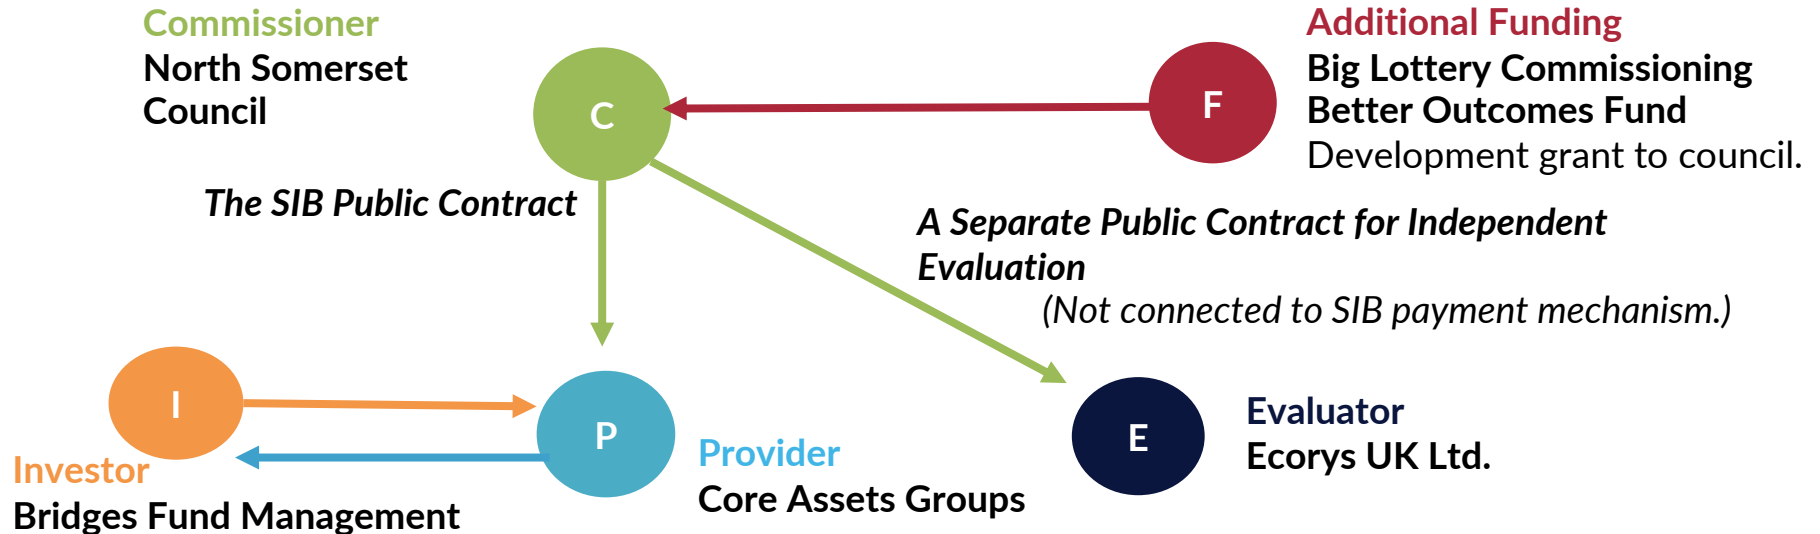 Commissioner
North Somerset
Council
C
F
Additional Funding
Big Lottery Commissioning
Better Outcomes Fund
Development grant to council.
The SIB Public Contract
A Separate Public Contract for Independent
Evaluation
(Not connected to SIB payment mechanism.)
I
Investor
Bridges Fund Management
P
Provider
Core Assets Groups
E
Evaluator
Ecorys UK Ltd.